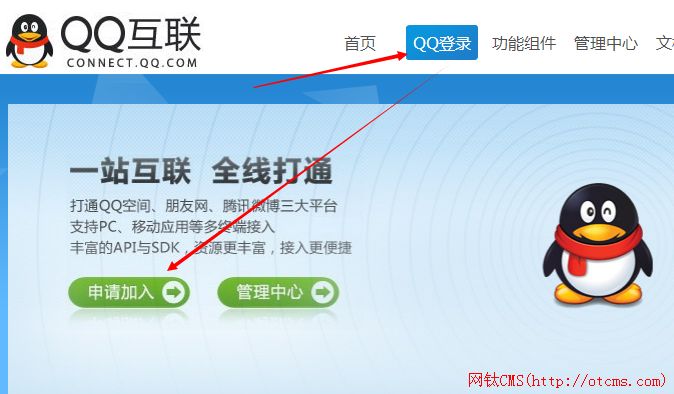 QQ互联
CONNECT.QQ.COM
首页 QQ登录 功能组件 管理中心 文
一站互联 全线打通
打通QQ空间、朋友网、腾讯微博三大平台
支持PC、移动应用等多终端接入
丰富的API与SDK，资源更丰富，接入更便捷
申请加入 管理中心
网钛CMS(http://otcms.com)